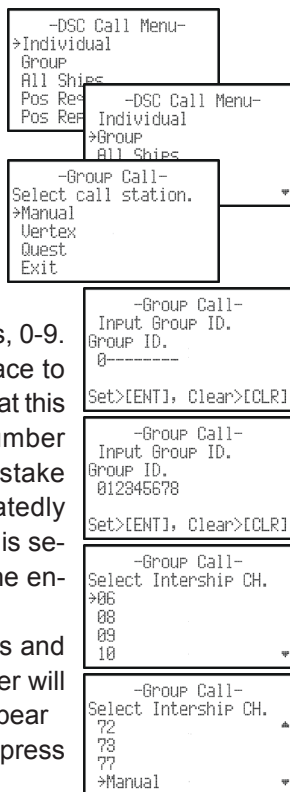 -DSC Call Menu-
→Individual
Group
All Ships
Pos Re
Pos Re
-DSC Call Menu-
Individual
→Group
All Ships
-Group Call-
Select call station.
→Manual
Vertex
Quest
Exit
s, 0-9.
ace to
at this
umber
stake
atedly
is se-
ne en-
s and
er will
pear
press
-Group Call-
Input Group ID.
Group ID.
0--------
Set>[ENT], Clear>[CLR]
-Group Call-
Input Group ID.
Group ID.
012345678
Set>[ENT], Clear>[CLR]
-Group Call-
Select Intership CH.
→06
08
09
10
-Group Call-
Select Intership CH.
72
73
77
→Manual